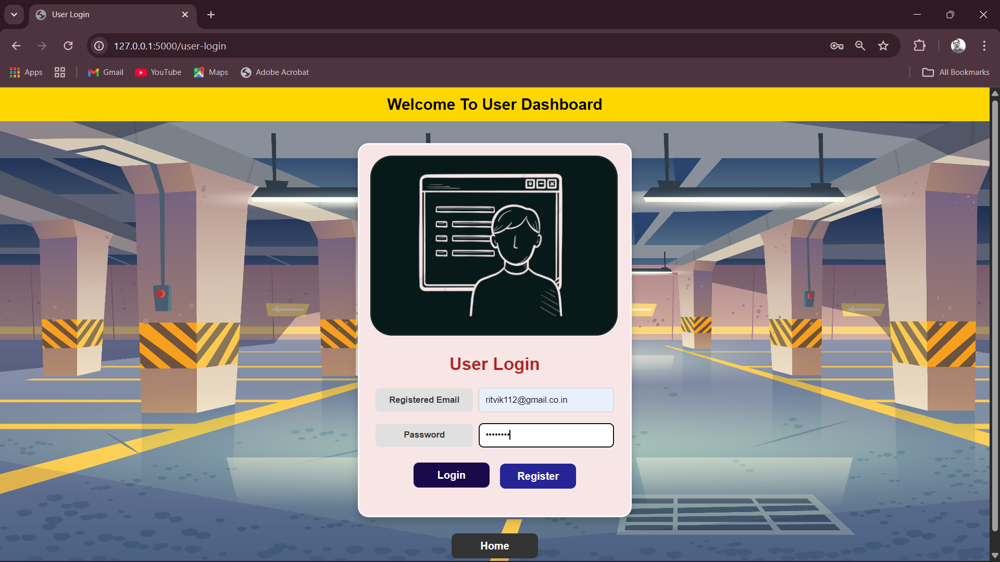 User Login
127.0.0.1:5000/user-login
Apps Gmail YouTube Maps Adobe Acrobat All Bookmarks
Welcome To User Dashboard
User Login
Registered Email ritvik112@gmail.co.in
Password ••••••••
Login Register
Home